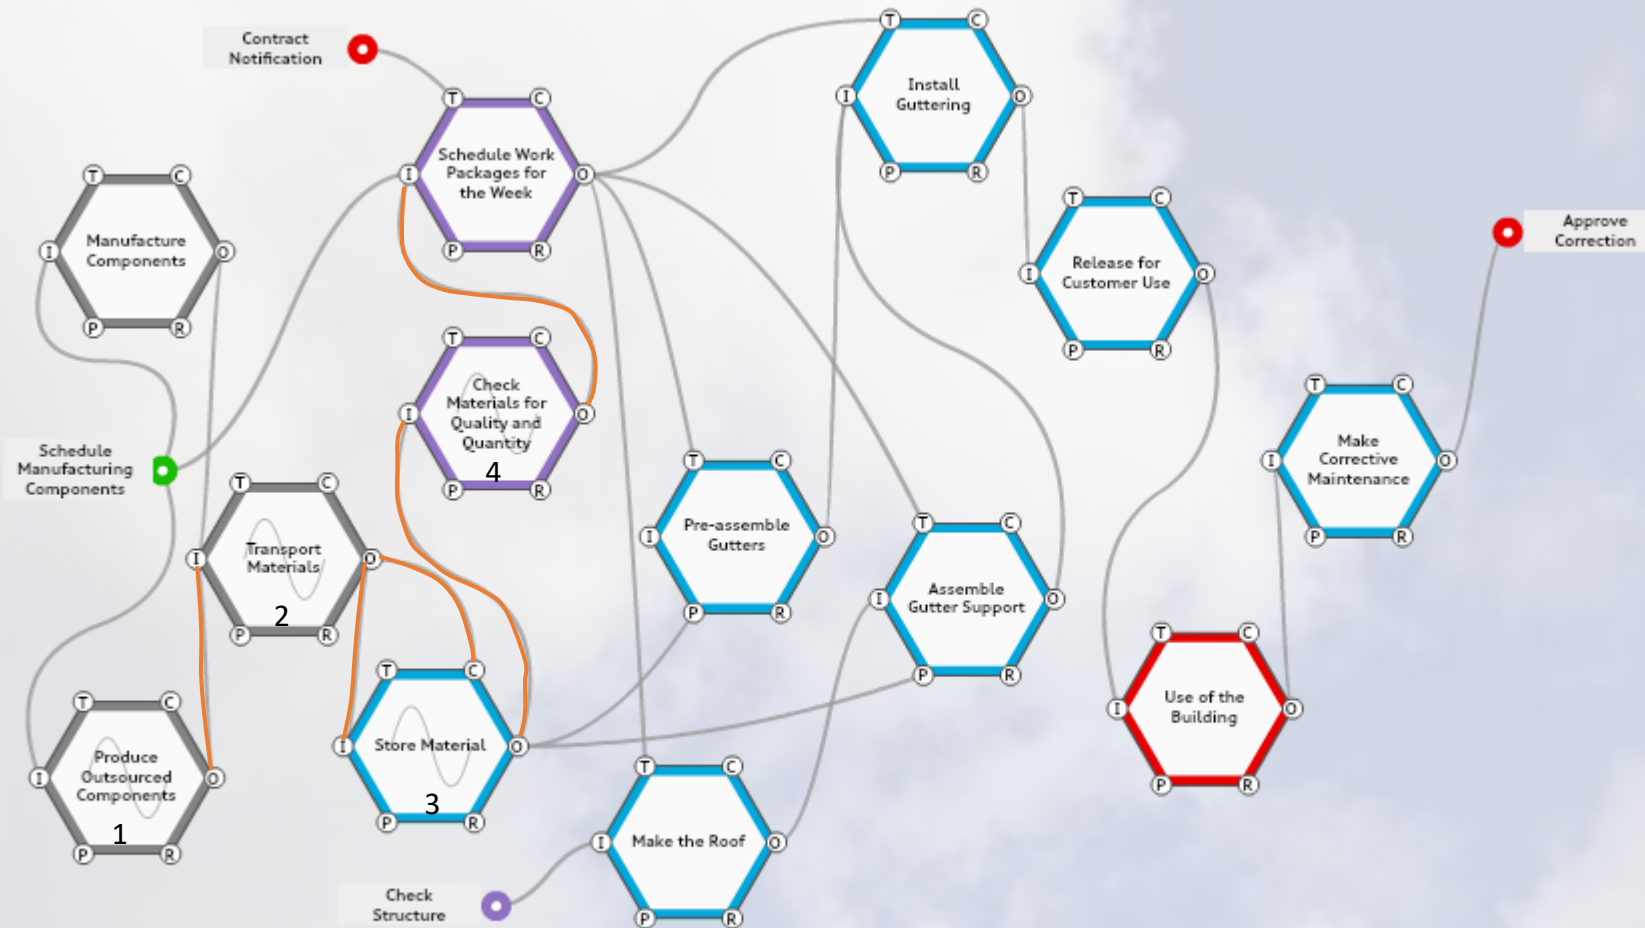 Contract
Notification
T C
I O
P R
Schedule Work
Packages for
the Week
T C
I O
P R
Install
Guttering
T C
I O
P R
Manufacture
Components
T C
I O
P R
Release for
Customer Use
T C
I O
P R
Approve
Correction
Check
Materials for
Quality and
Quantity
4
T C
I O
P R
Make
Corrective
Maintenance
T C
I O
P R
Schedule
Manufacturing
Components
Transport
Materials
2
T C
I O
P R
Pre-assemble
Gutters
T C
I O
P R
Assemble
Gutter Support
T C
I O
P R
Use of the
Building
T C
I O
P R
Produce
Outsourced
Components
1
T C
I O
P R
Store Material
3
T C
I O
P R
Make the Roof
T C
I O
P R
Check
Structure